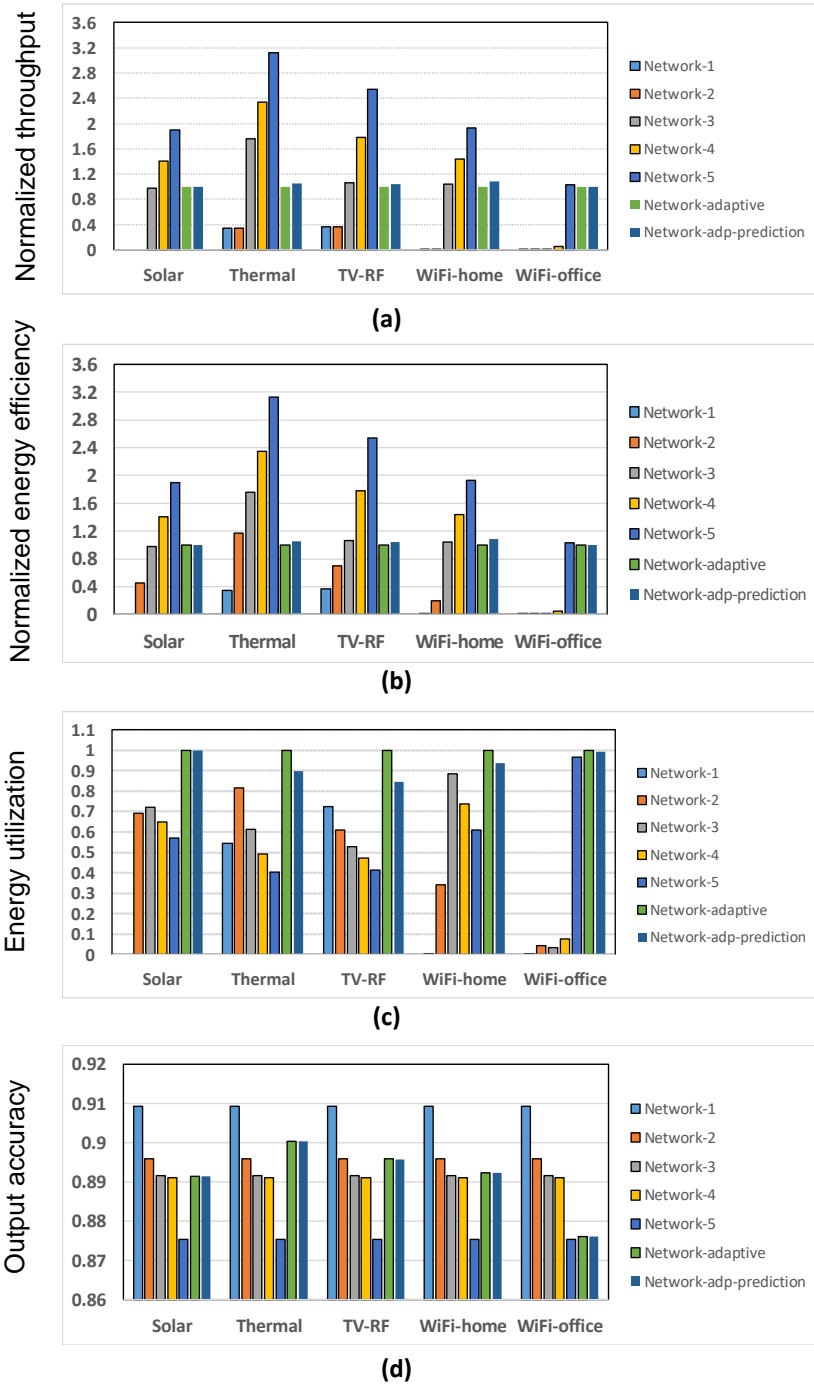 Normalized throughput
3.6
3.2
2.8
2.4
2
1.6
1.2
0.8
0.4
0
Solar Thermal TV-RF WiFi-home WiFi-office
Network-1
Network-2
Network-3
Network-4
Network-5
Network-adaptive
Network-adp-prediction
(a)
Normalized energy efficiency
3.6
3.2
2.8
2.4
2
1.6
1.2
0.8
0.4
0
Solar Thermal TV-RF WiFi-home WiFi-office
Network-1
Network-2
Network-3
Network-4
Network-5
Network-adaptive
Network-adp-prediction
(b)
Energy utilization
1.1
1
0.9
0.8
0.7
0.6
0.5
0.4
0.3
0.2
0.1
0
Solar Thermal TV-RF WiFi-home WiFi-office
Network-1
Network-2
Network-3
Network-4
Network-5
Network-adaptive
Network-adp-prediction
(c)
Output accuracy
0.92
0.91
0.9
0.89
0.88
0.87
0.86
Solar Thermal TV-RF WiFi-home WiFi-office
Network-1
Network-2
Network-3
Network-4
Network-5
Network-adaptive
Network-adp-prediction
(d)